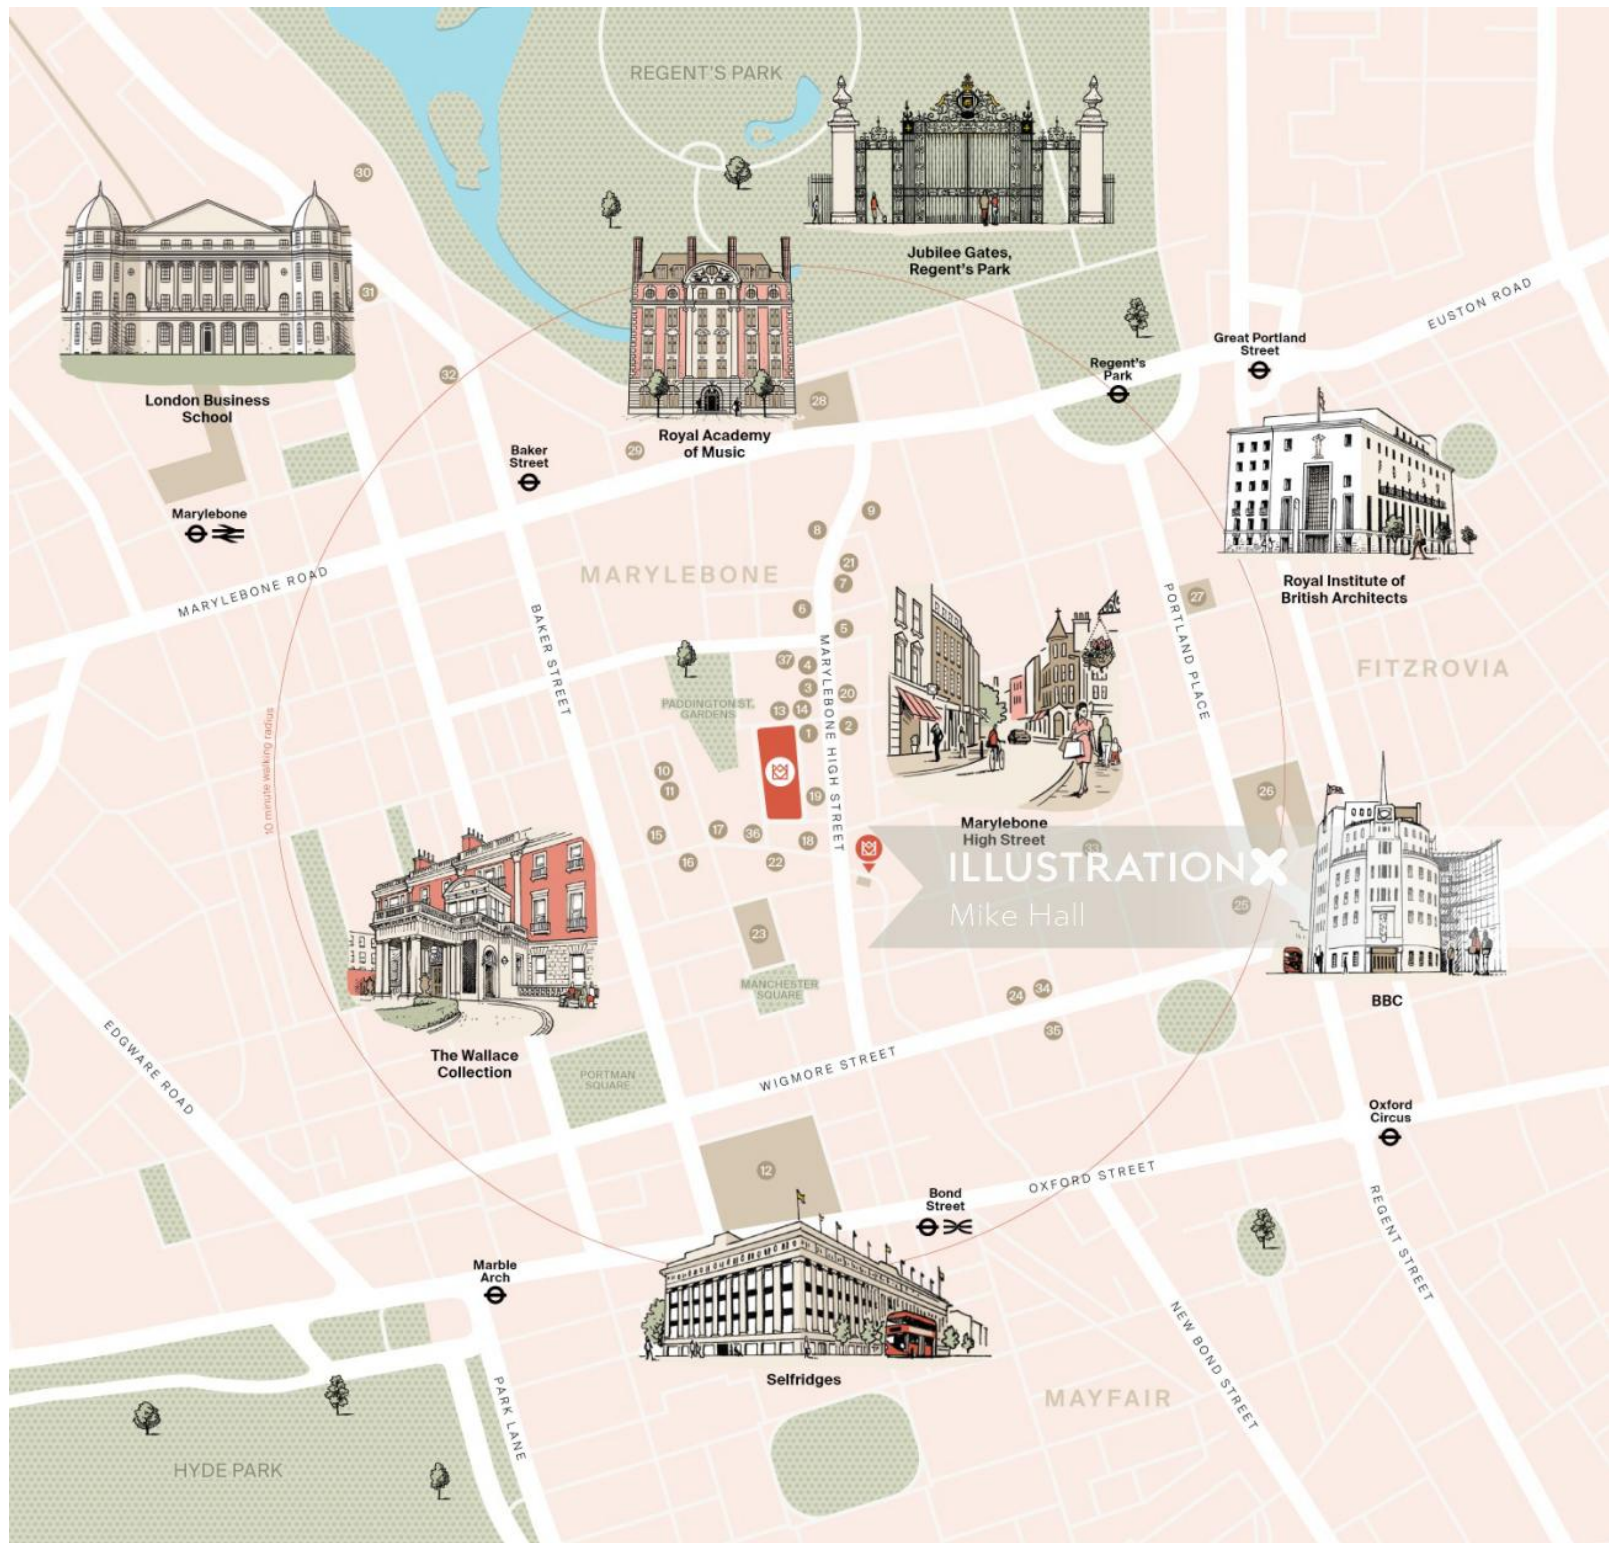 REGENT'S PARK
Jubilee Gates,
Regent's Park
30
31
32
London Business
School
Royal Academy
of Music
28
29
EUSTON ROAD
Great Portland
Street
Regent's
Park
Baker
Street
Marylebone
MARYLEBONE ROAD
MARYLEBONE
9
8
21
7
6
5
Royal Institute of
British Architects
27
PORTLAND PLACE
FITZROVIA
BAKER STREET
MARYLEBONE HIGH STREET
37
4
3
20
13
14
2
1
PADDINGTON ST.
GARDENS
10 minute walking radius
10
11
19
15
17
36
18
16
22
26
Marylebone
High Street
33
ILLUSTRATIONX
Mike Hall
25
23
MANCHESTER
SQUARE
24
34
35
BBC
The Wallace
Collection
EDGWARE ROAD
PORTMAN
SQUARE
WIGMORE STREET
Oxford
Circus
12
OXFORD STREET
Bond
Street
REGENT STREET
Marble
Arch
NEW BOND STREET
Selfridges
MAYFAIR
PARK LANE
HYDE PARK